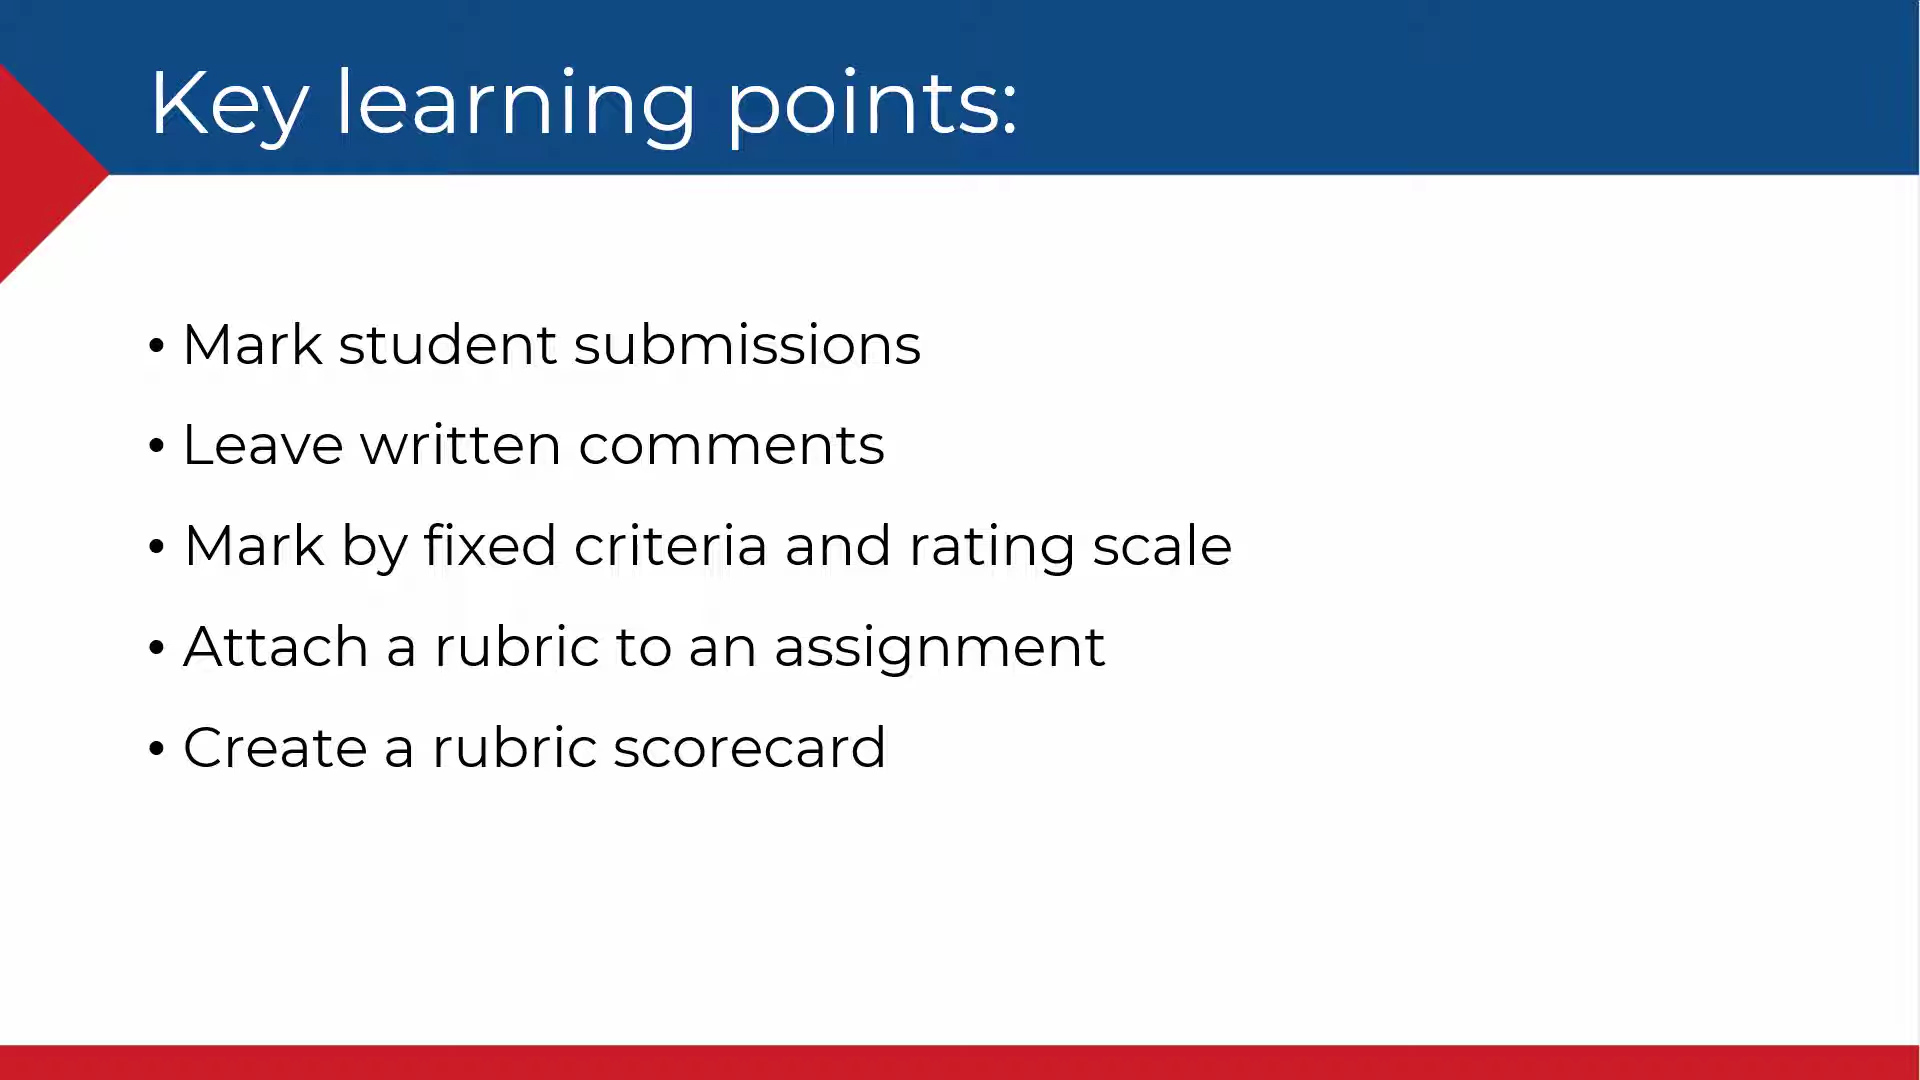 Key learning points:
• Mark student submissions
• Leave written comments
• Mark by fixed criteria and rating scale
• Attach a rubric to an assignment
• Create a rubric scorecard